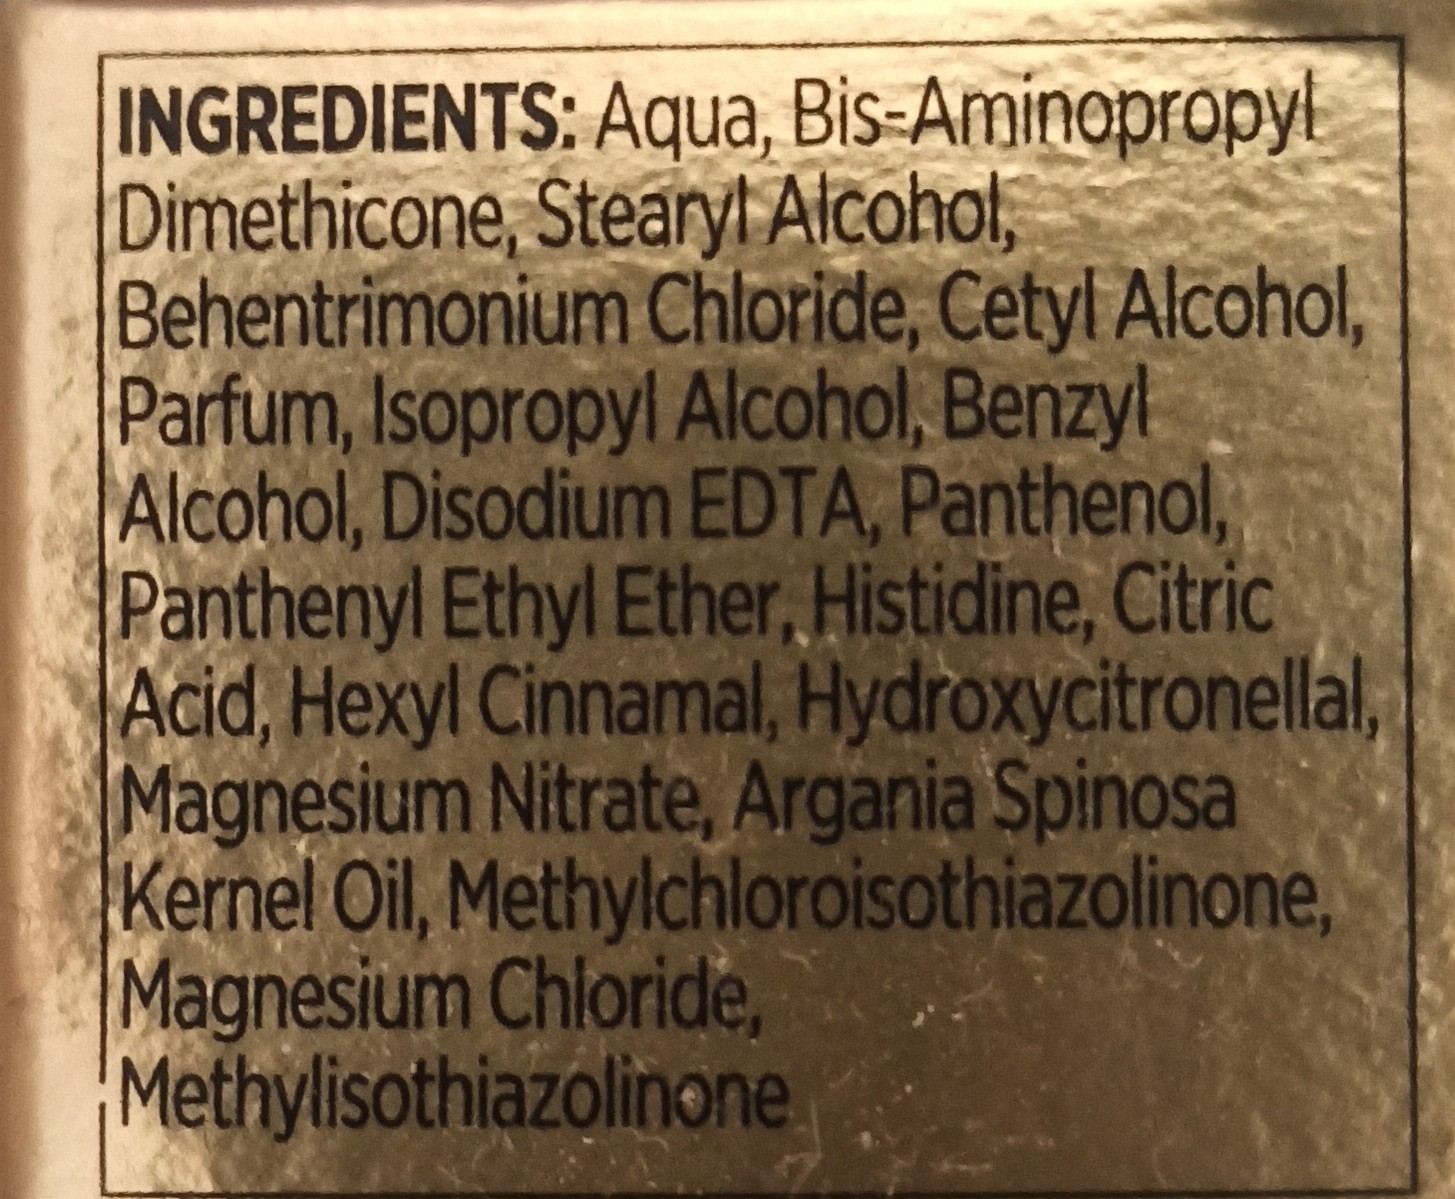 INGREDIENTS: Aqua, Bis-Aminopropyl
Dimethicone, Stearyl Alcohol,
Behentrimonium Chloride, Cetyl Alcohol,
Parfum, Isopropyl Alcohol, Benzyl
Alcohol, Disodium EDTA, Panthenol,
Panthenyl Ethyl Ether, Histidine, Citric
Acid, Hexyl Cinnamal, Hydroxycitronellal,
Magnesium Nitrate, Argania Spinosa
Kernel Oil, Methylchloroisothiazolinone,
Magnesium Chloride,
Methylisothiazolinone